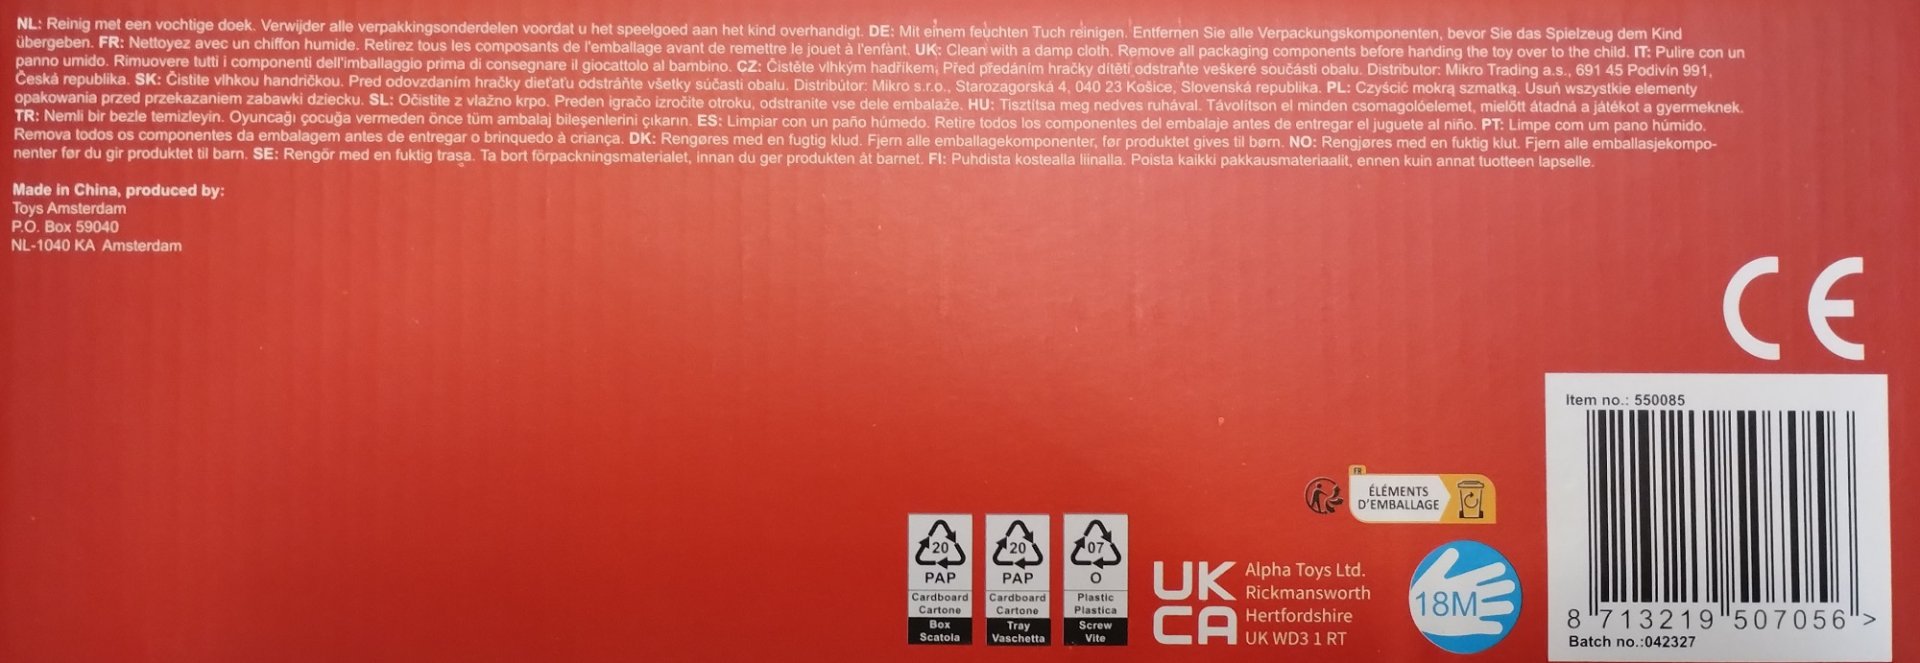 NL: Reinig met een vochtige doek. Verwijder alle verpakkingsonderdelen voordat u het speelgoed aan het kind overhandigt. DE: Mit einem feuchten Tuch reinigen. Entfernen Sie alle Verpackungskomponenten, bevor Sie das Spielzeug dem Kind
übergeben. FR: Nettoyez avec un chiffon humide. Retirez tous les composants de l'emballage avant de remettre le jouet à l'enfant. UK: Clean with a damp cloth. Remove all packaging components before handing the toy over to the child. IT: Pulire con un
panno umido. Rimuovere tutti i componenti dell'imballaggio prima di consegnare il giocattolo al bambino. CZ: Čistěte vlhkým hadříkem, Před předáním hračky dítěti odstraňte veškeré součásti obalu. Distributor: Mikro Trading a.s., 691 45 Podivín 991,
Česká republika. SK: Čistite vlhkou handričkou. Pred odovzdaním hračky dieťaťu odstráňte všetky súčasti obalu. Distribútor: Mikro s.r.o., Starozagorská 4, 040 23 Košice, Slovenská republika. PL: Czyścić mokrą szmatką. Usuń wszystkie elementy
opakowania przed przekazaniem zabawki dziecku. SL: Očistite z vlažno krpo. Preden igračo izročite otroku, odstranite vse dele embalaže. HU: Tisztítsa meg nedves ruhával. Távolítson el minden csomagolóelemet, mielőtt átadná a játékot a gyermeknek.
TR: Nemli bir bezle temizleyin. Oyuncağı çocuğa vermeden önce tüm ambalaj bileşenlerini çıkarın. ES: Limpiar con un paño húmedo. Retire todos los componentes del embalaje antes de entregar el juguete al niño. PT: Limpe com um pano húmido.
Remova todos os componentes da embalagem antes de entregar o brinquedo à criança. DK: Rengøres med en fugtig klud. Fjern alle emballagekomponenter, før produktet gives til børn. NO: Rengjøres med en fuktig klut. Fjern alle emballasjekompo-
nenter før du gir produktet til barn. SE: Rengör med en fuktig trasa. Ta bort förpackningsmaterialet, innan du ger produkten åt barnet. FI: Puhdista kostealla liinalla. Poista kaikki pakkausmateriaalit, ennen kuin annat tuotteen lapselle.
Made in China, produced by:
Toys Amsterdam
P.O. Box 59040
NL-1040 KA Amsterdam
CE
Item no.: 550085
8 713219 507056 >
Batch no.:042327
FR
ÉLÉMENTS
D'EMBALLAGE
20
PAP
Cardboard
Cartone
Box
Scatola
20
PAP
Cardboard
Cartone
Tray
Vaschetta
07
O
Plastic
Plastica
Screw
Vite
UK
CA
Alpha Toys Ltd.
Rickmansworth
Hertfordshire
UK WD3 1 RT
18M